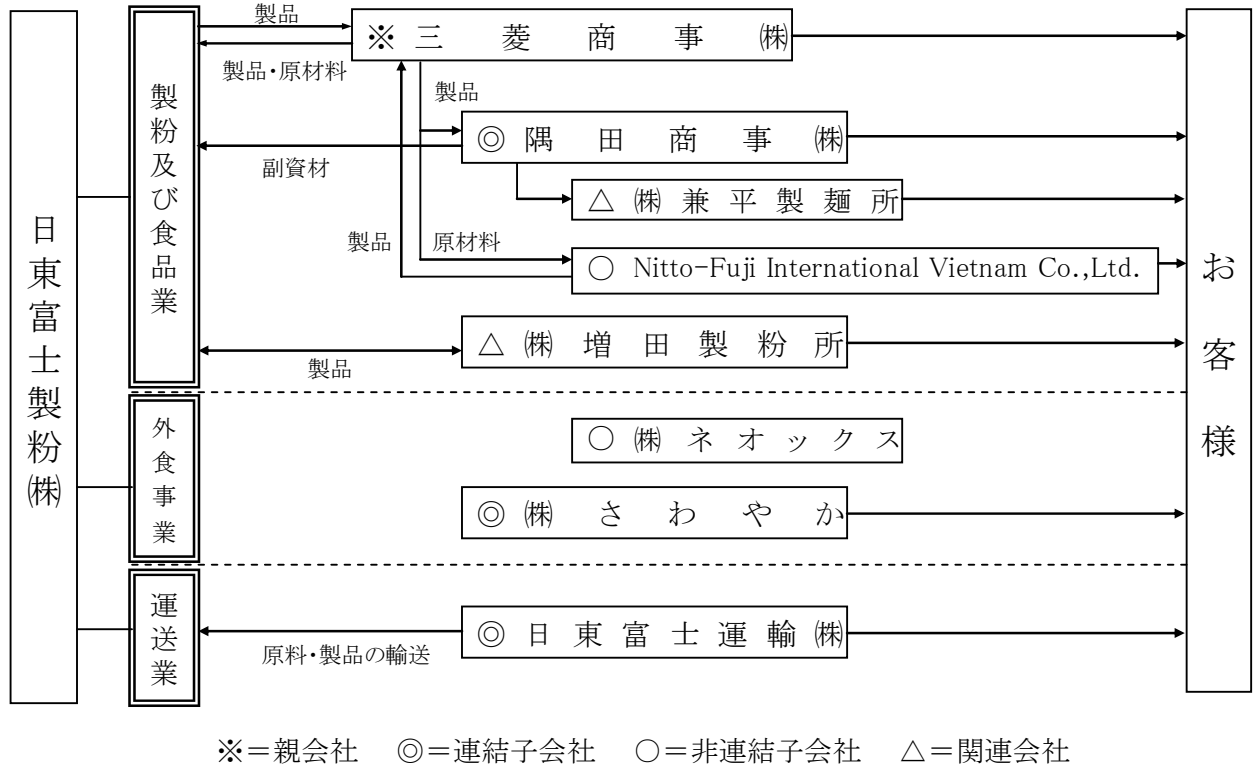 日東富士製粉㈱
製粉及び食品業
製品
※三菱商事㈱
製品・原材料
製品
◎隅田商事㈱
副資材
△㈱兼平製麺所
製品
原材料
○ Nitto-Fuji International Vietnam Co.,Ltd.
△㈱増田製粉所
製品
外食事業
○㈱ネオックス
◎㈱さわやか
運送業
◎日東富士運輸㈱
原料・製品の輸送
お客様
※＝親会社 ◎＝連結子会社 ○＝非連結子会社 △＝関連会社